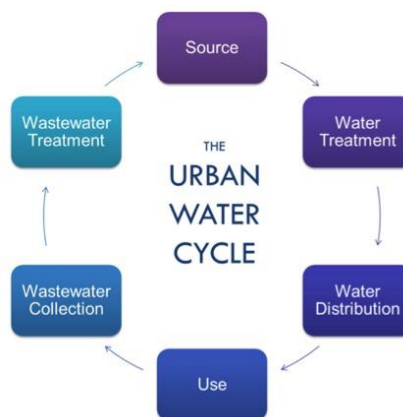 Source
Water
Treatment
Water
Distribution
Use
Wastewater
Collection
Wastewater
Treatment
THE
URBAN
WATER
CYCLE